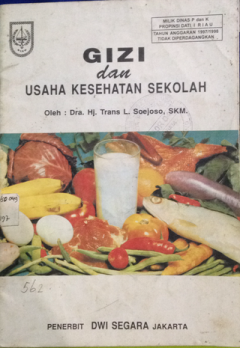 MILIK DINAS P dan K
PROPINSI DATI. I RIAU
TAHUN ANGGARAN 1997/1998
TIDAK DIPERDAGANGKAN
GIZI
dan
USAHA KESEHATAN SEKOLAH
Oleh : Dra. Hj. Trans L. Soejoso, SKM.
562
PENERBIT DWI SEGARA JAKARTA